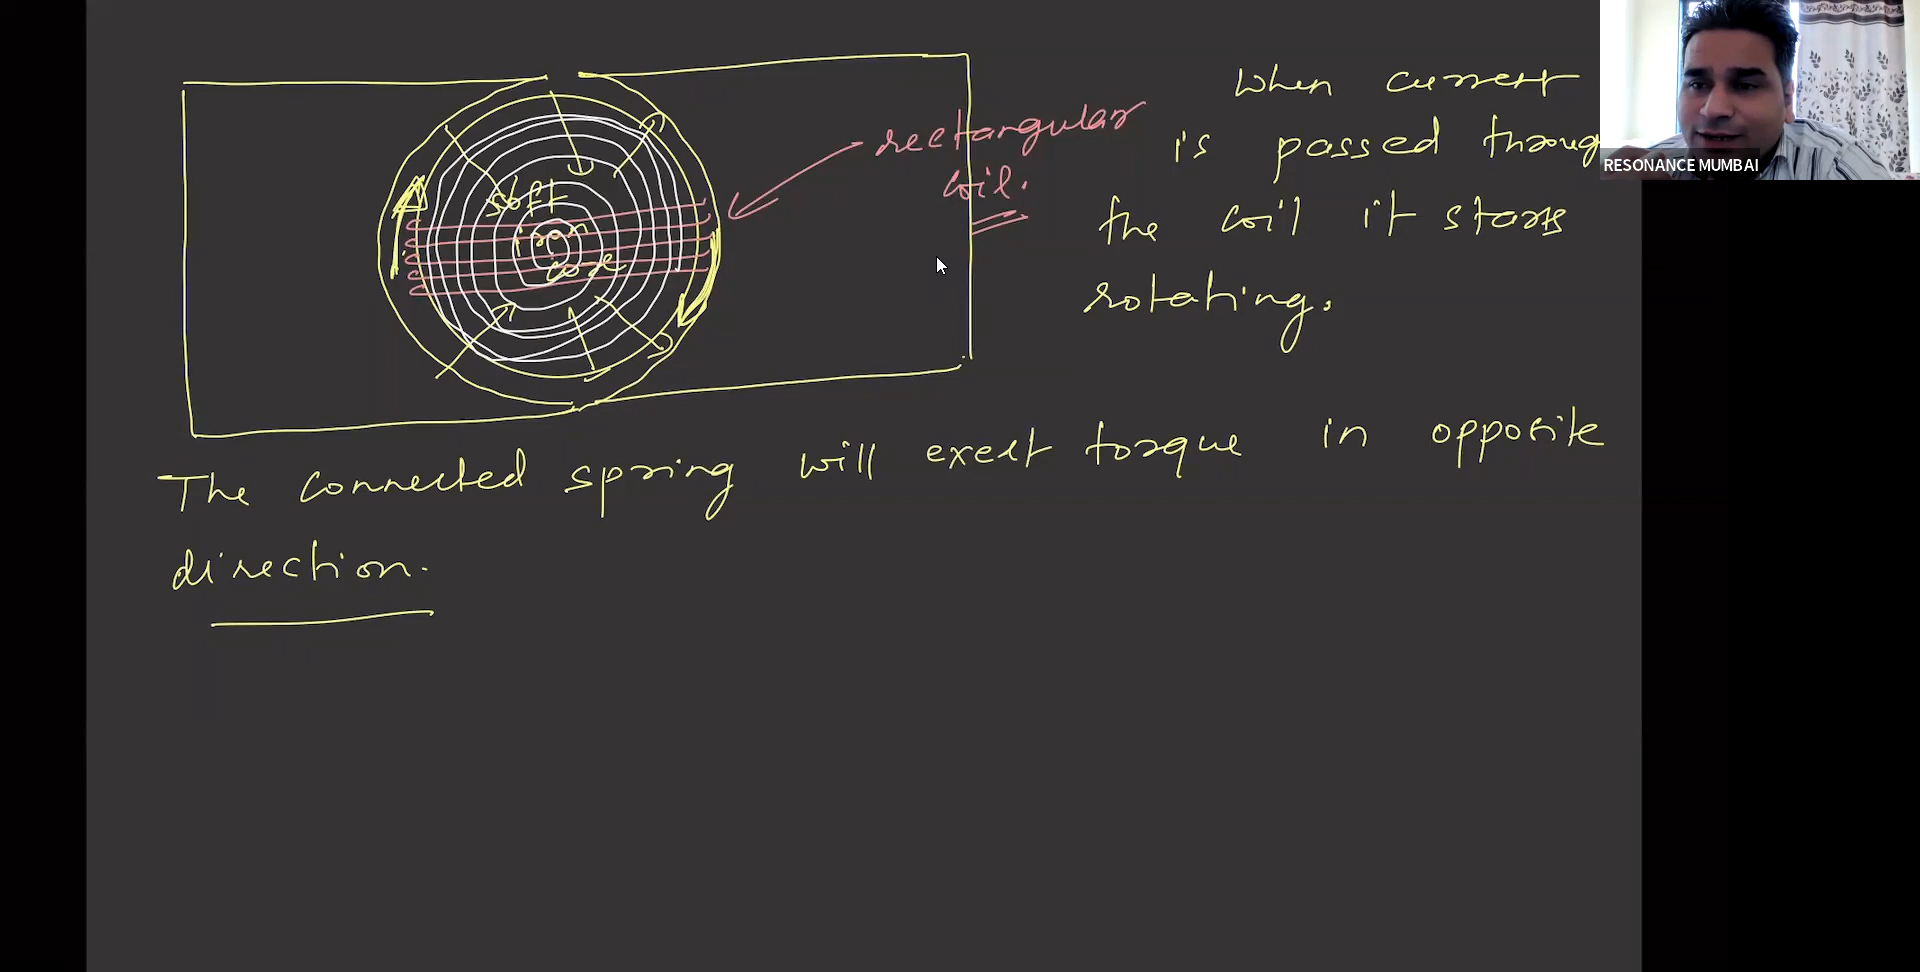 When current
is passed throug
RESONANCE MUMBAI
rectangular
coil.
the coil it starts
rotating.
soft
iron
core
The connected spring will exert torque in opposite
direction.